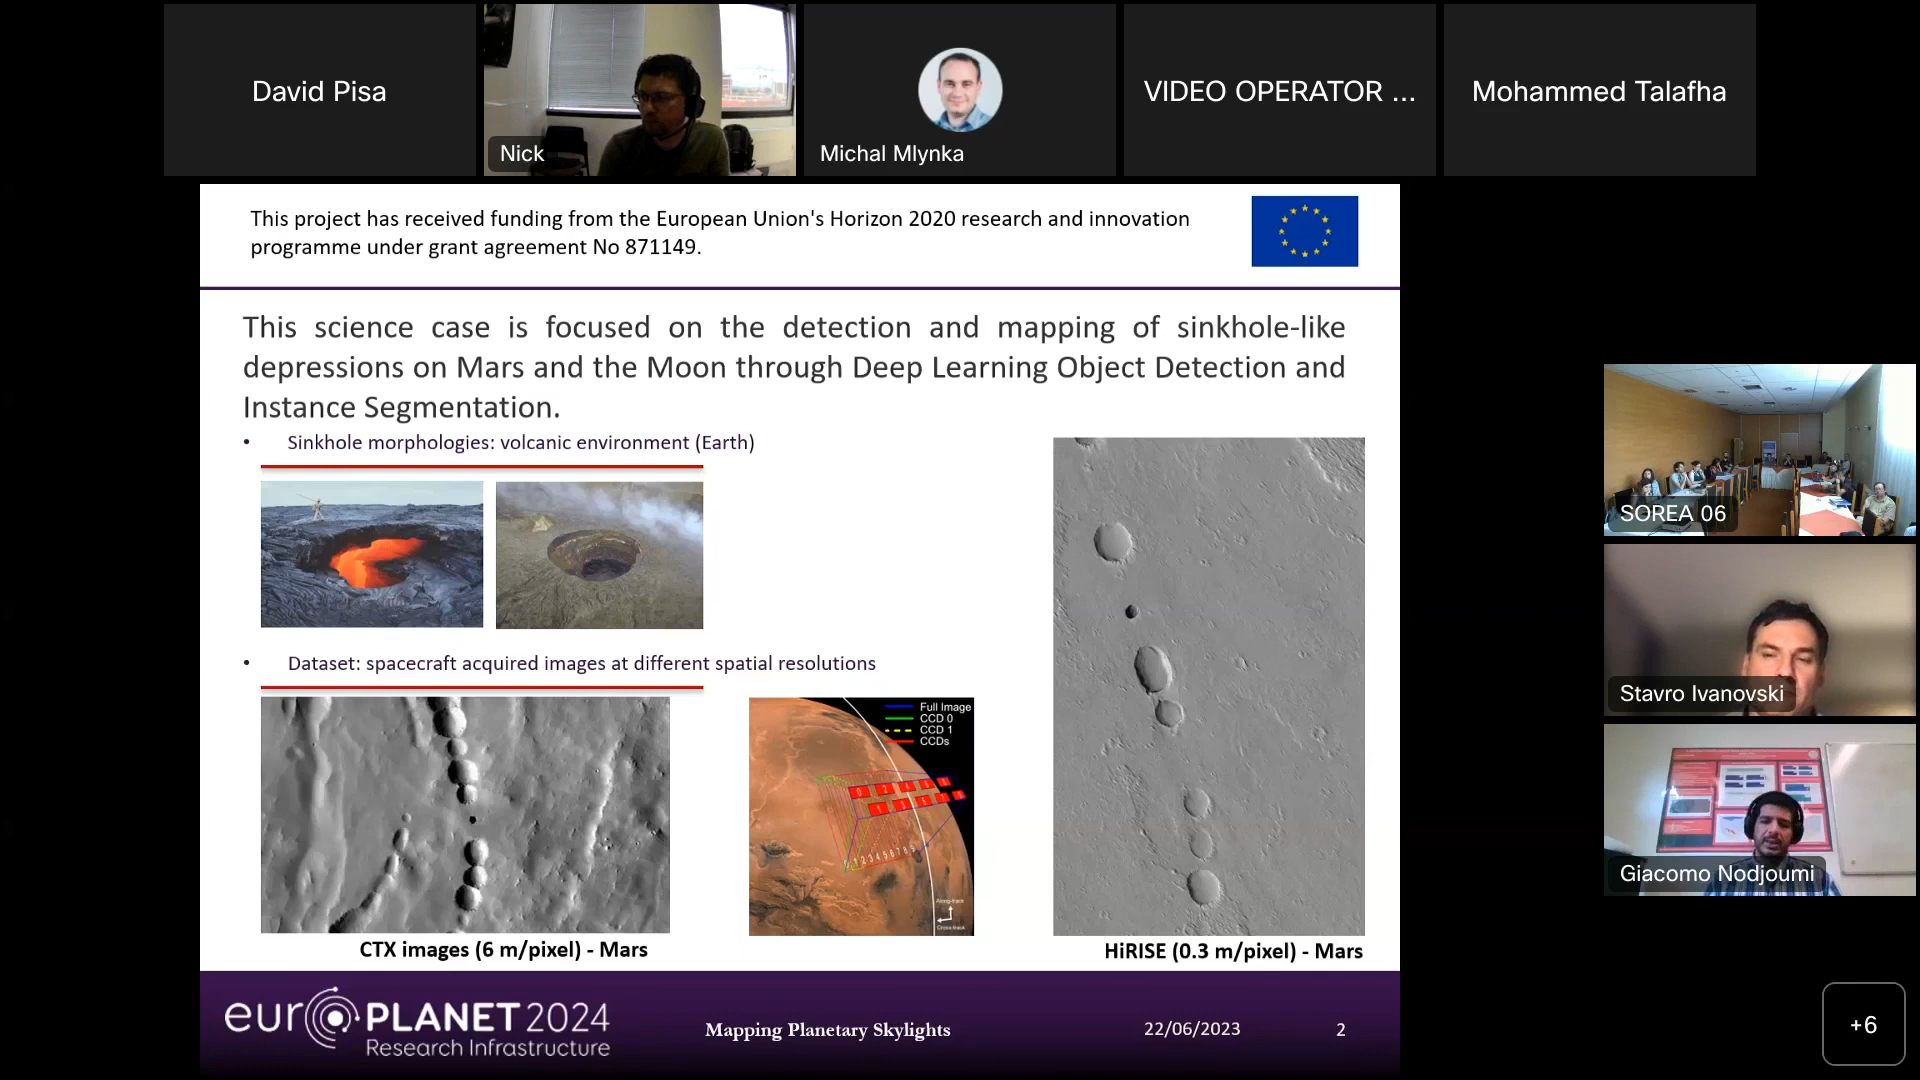 David Pisa
Nick
Michal Mlynka
VIDEO OPERATOR ...
Mohammed Talafha
This project has received funding from the European Union's Horizon 2020 research and innovation
programme under grant agreement No 871149.
This science case is focused on the detection and mapping of sinkhole-like
depressions on Mars and the Moon through Deep Learning Object Detection and
Instance Segmentation.
• Sinkhole morphologies: volcanic environment (Earth)
• Dataset: spacecraft acquired images at different spatial resolutions
Full Image
CCD 0
CCD 1
CCDs
Along-track
Cross-track
CTX images (6 m/pixel) - Mars
HiRISE (0.3 m/pixel) - Mars
SOREA 06
Stavro Ivanovski
Giacomo Nodjoumi
europlanet 2024
Research Infrastructure
Mapping Planetary Skylights
22/06/2023
2
+6